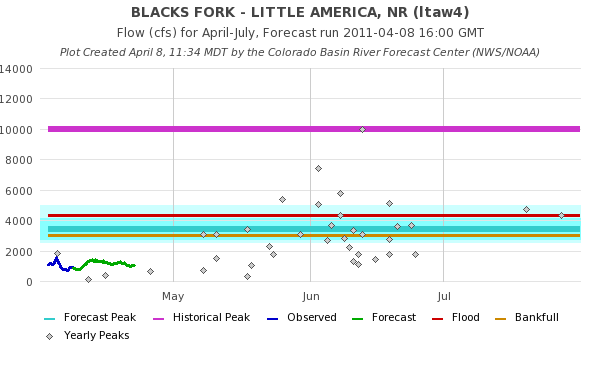 BLACKS FORK - LITTLE AMERICA, NR (ltaw4)
Flow (cfs) for April-July, Forecast run 2011-04-08 16:00 GMT
Plot Created April 8, 11:34 MDT by the Colorado Basin River Forecast Center (NWS/NOAA)
14000
12000
10000
8000
6000
4000
2000
0
May Jun Jul
Forecast Peak Historical Peak Observed Forecast Flood Bankfull
Yearly Peaks